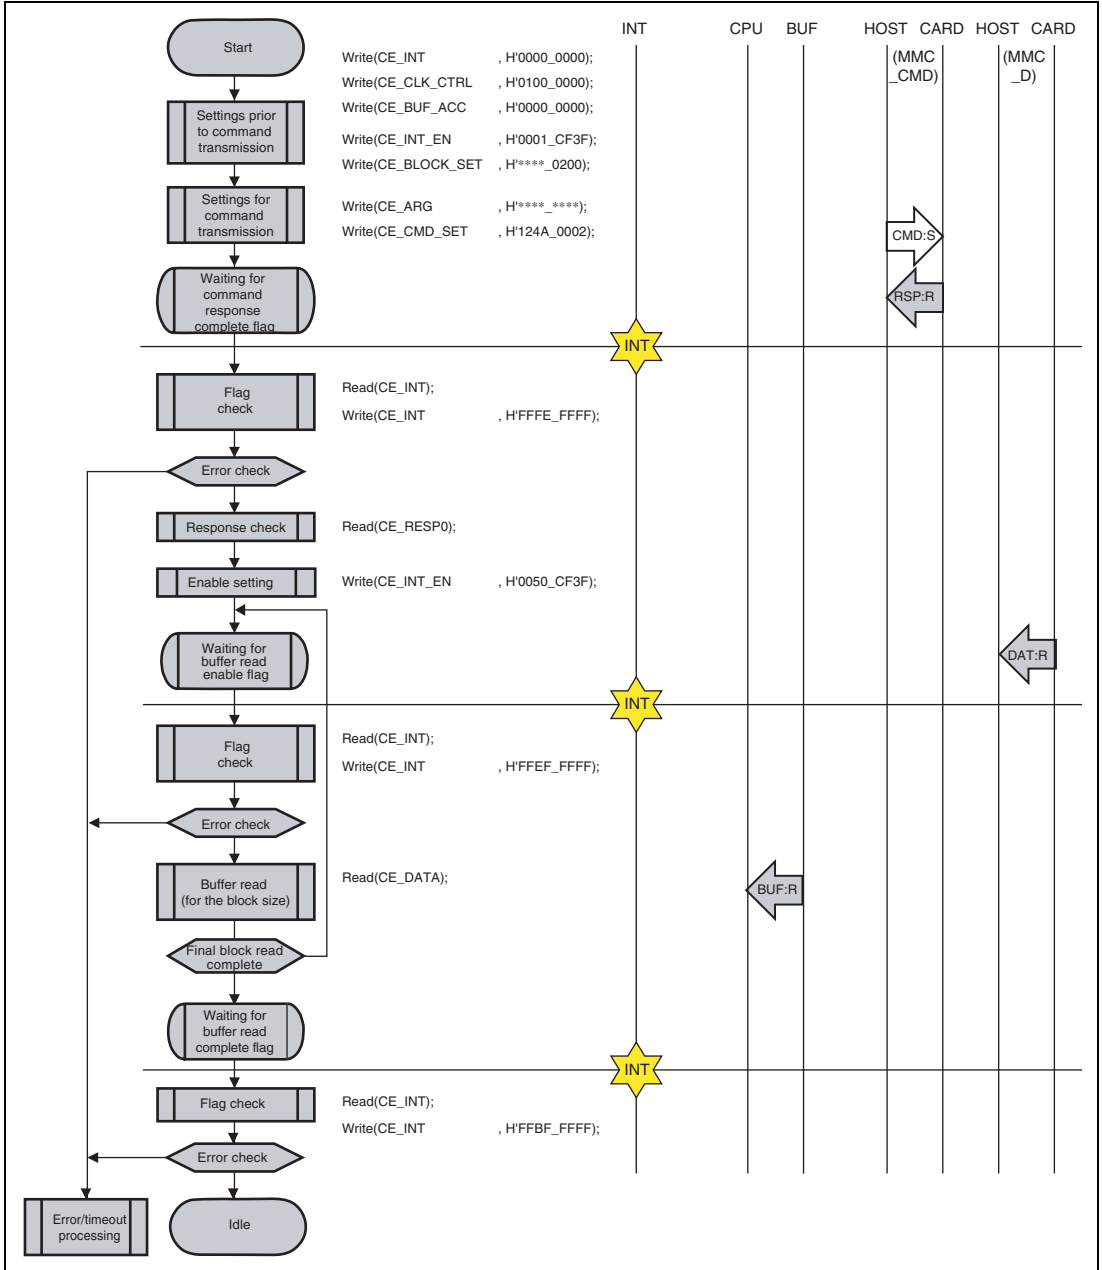 INT CPU BUF HOST CARD HOST CARD
(MMC _CMD) (MMC _D)
Start
Write(CE_INT , H'0000_0000);
Write(CE_CLK_CTRL , H'0100_0000);
Write(CE_BUF_ACC , H'0000_0000);
Settings prior
to command
transmission
Write(CE_INT_EN , H'0001_CF3F);
Write(CE_BLOCK_SET , H'****_0200);
Settings for
command
transmission
Write(CE_ARG , H'****_****);
Write(CE_CMD_SET , H'124A_0002);
CMD:S
Waiting for
command
response
complete flag
RSP:R
INT
Flag
check
Read(CE_INT);
Write(CE_INT , H'FFFE_FFFF);
Error check
Response check
Read(CE_RESP0);
Enable setting
Write(CE_INT_EN , H'0050_CF3F);
Waiting for
buffer read
enable flag
DAT:R
INT
Flag
check
Read(CE_INT);
Write(CE_INT , H'FFEF_FFFF);
Error check
Buffer read
(for the block size)
Read(CE_DATA);
BUF:R
Final block read
complete
Waiting for
buffer read
complete flag
INT
Flag check
Read(CE_INT);
Write(CE_INT , H'FFBF_FFFF);
Error check
Error/timeout
processing
Idle